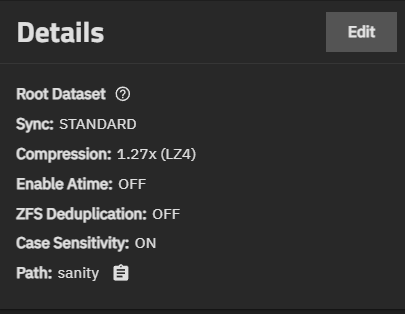 Details
Edit
Root Dataset
Sync: STANDARD
Compression: 1.27x (LZ4)
Enable Atime: OFF
ZFS Deduplication: OFF
Case Sensitivity: ON
Path: sanity